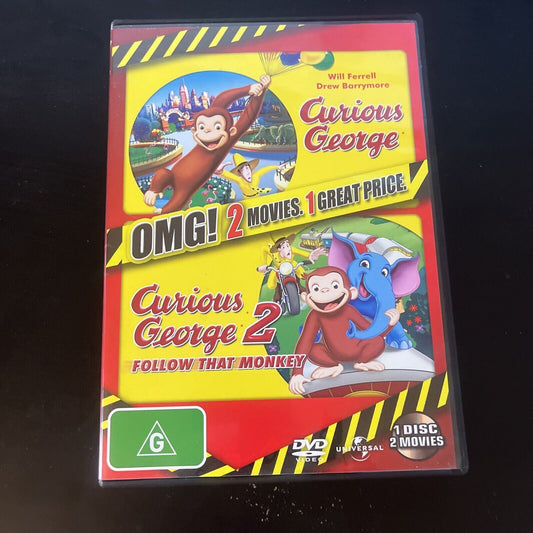 Will Ferrell
Drew Barrymore
Curious
George
OMG! 2 MOVIES. 1 GREAT PRICE.
Curious
George 2
FOLLOW THAT MONKEY
G
DVD
VIDEO
UNIVERSAL
1 DISC
2 MOVIES